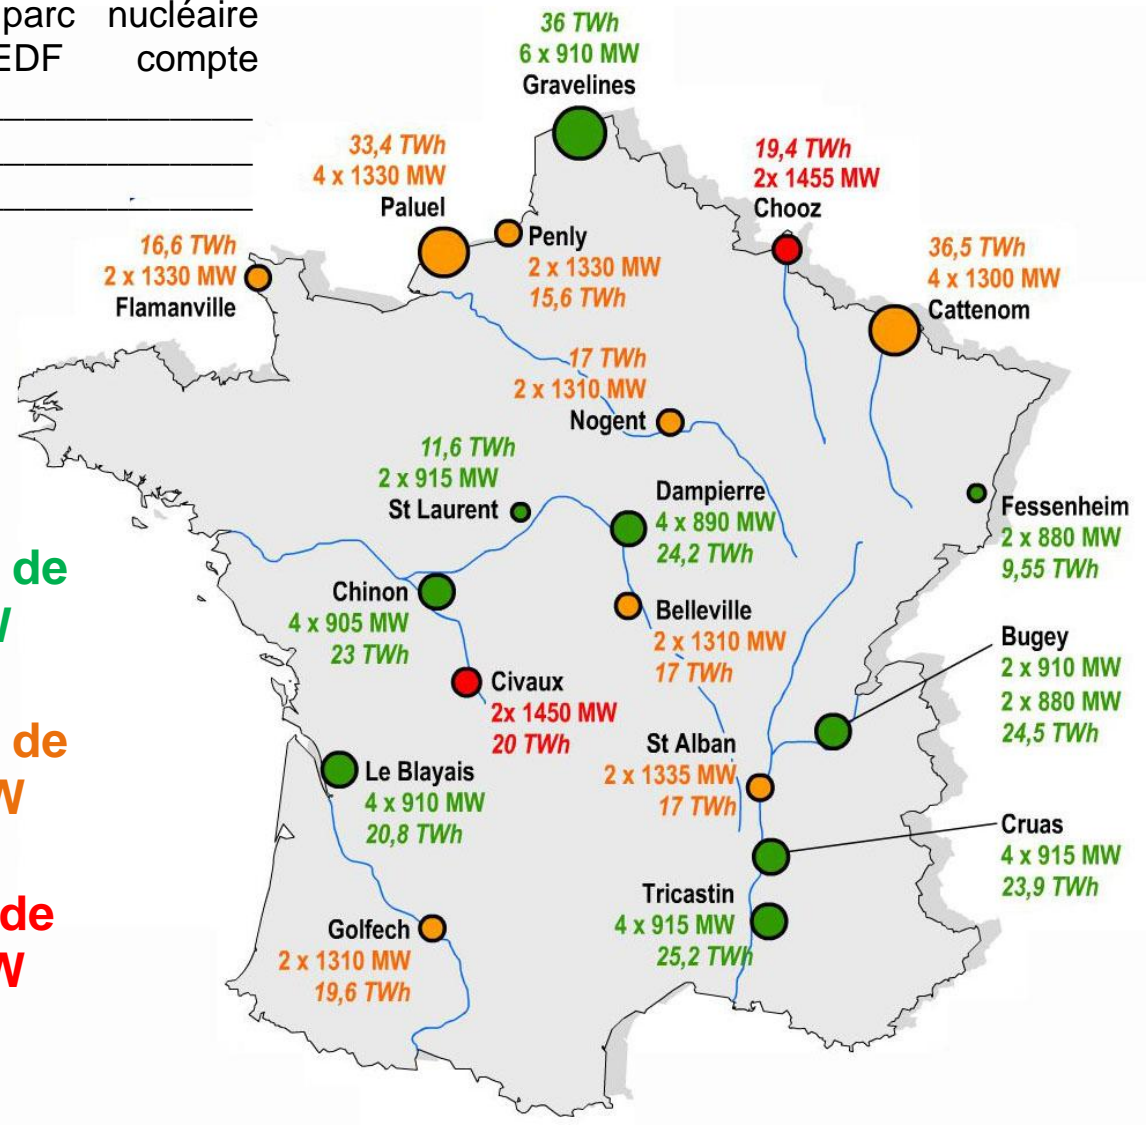 parc nucléaire
EDF compte
36 TWh
6 x 910 MW
Gravelines
33,4 TWh
4 x 1330 MW
Paluel
19,4 TWh
2x 1455 MW
Chooz
16,6 TWh
2 x 1330 MW
Flamanville
Penly
2 x 1330 MW
15,6 TWh
36,5 TWh
4 x 1300 MW
Cattenom
17 TWh
2 x 1310 MW
Nogent
11,6 TWh
2 x 915 MW
St Laurent
Dampierre
4 x 890 MW
24,2 TWh
Fessenheim
2 x 880 MW
9,55 TWh
de
W
Chinon
4 x 905 MW
23 TWh
Belleville
2 x 1310 MW
17 TWh
Bugey
2 x 910 MW
2 x 880 MW
24,5 TWh
Civaux
2x 1450 MW
20 TWh
de
W
St Alban
2 x 1335 MW
17 TWh
Le Blayais
4 x 910 MW
20,8 TWh
Cruas
4 x 915 MW
23,9 TWh
de
W
Tricastin
4 x 915 MW
25,2 TWh
Golfech
2 x 1310 MW
19,6 TWh